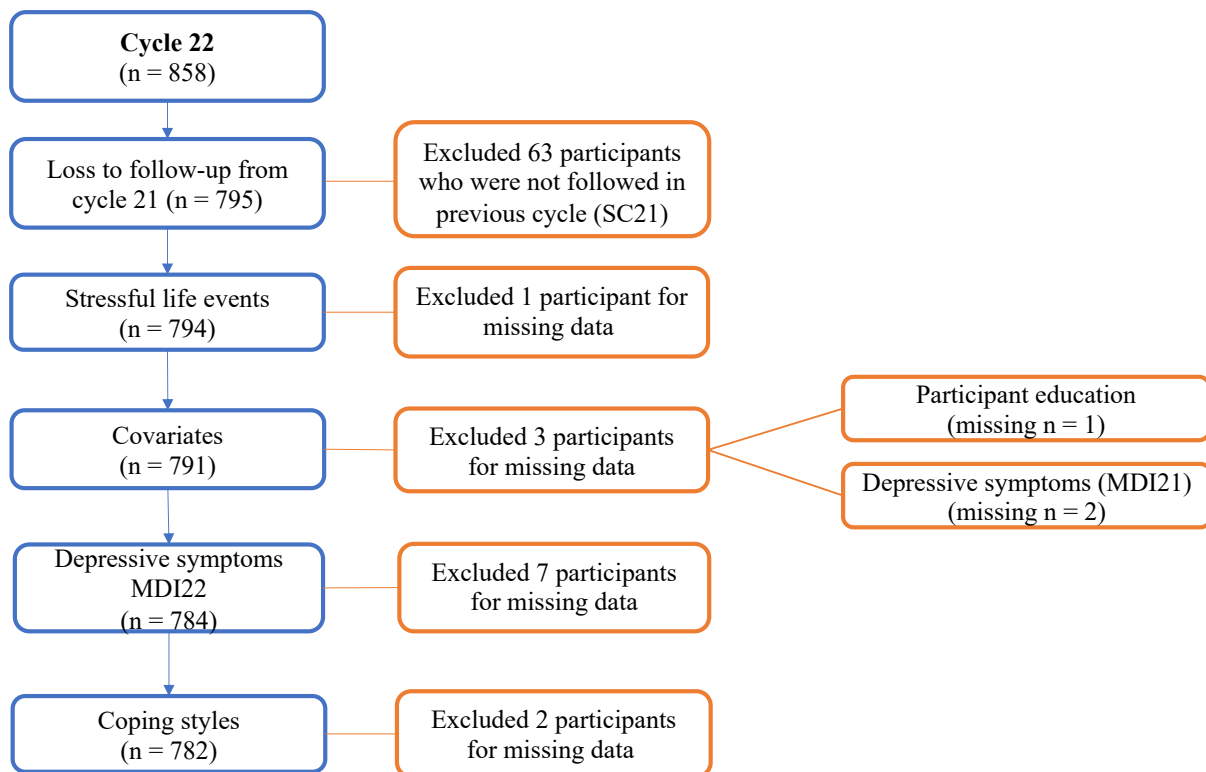 Cycle 22
(n = 858)
Loss to follow-up from
cycle 21 (n = 795)
Excluded 63 participants
who were not followed in
previous cycle (SC21)
Stressful life events
(n = 794)
Excluded 1 participant for
missing data
Covariates
(n = 791)
Excluded 3 participants
for missing data
Participant education
(missing n = 1)
Depressive symptoms (MDI21)
(missing n = 2)
Depressive symptoms
MDI22
(n = 784)
Excluded 7 participants
for missing data
Coping styles
(n = 782)
Excluded 2 participants
for missing data